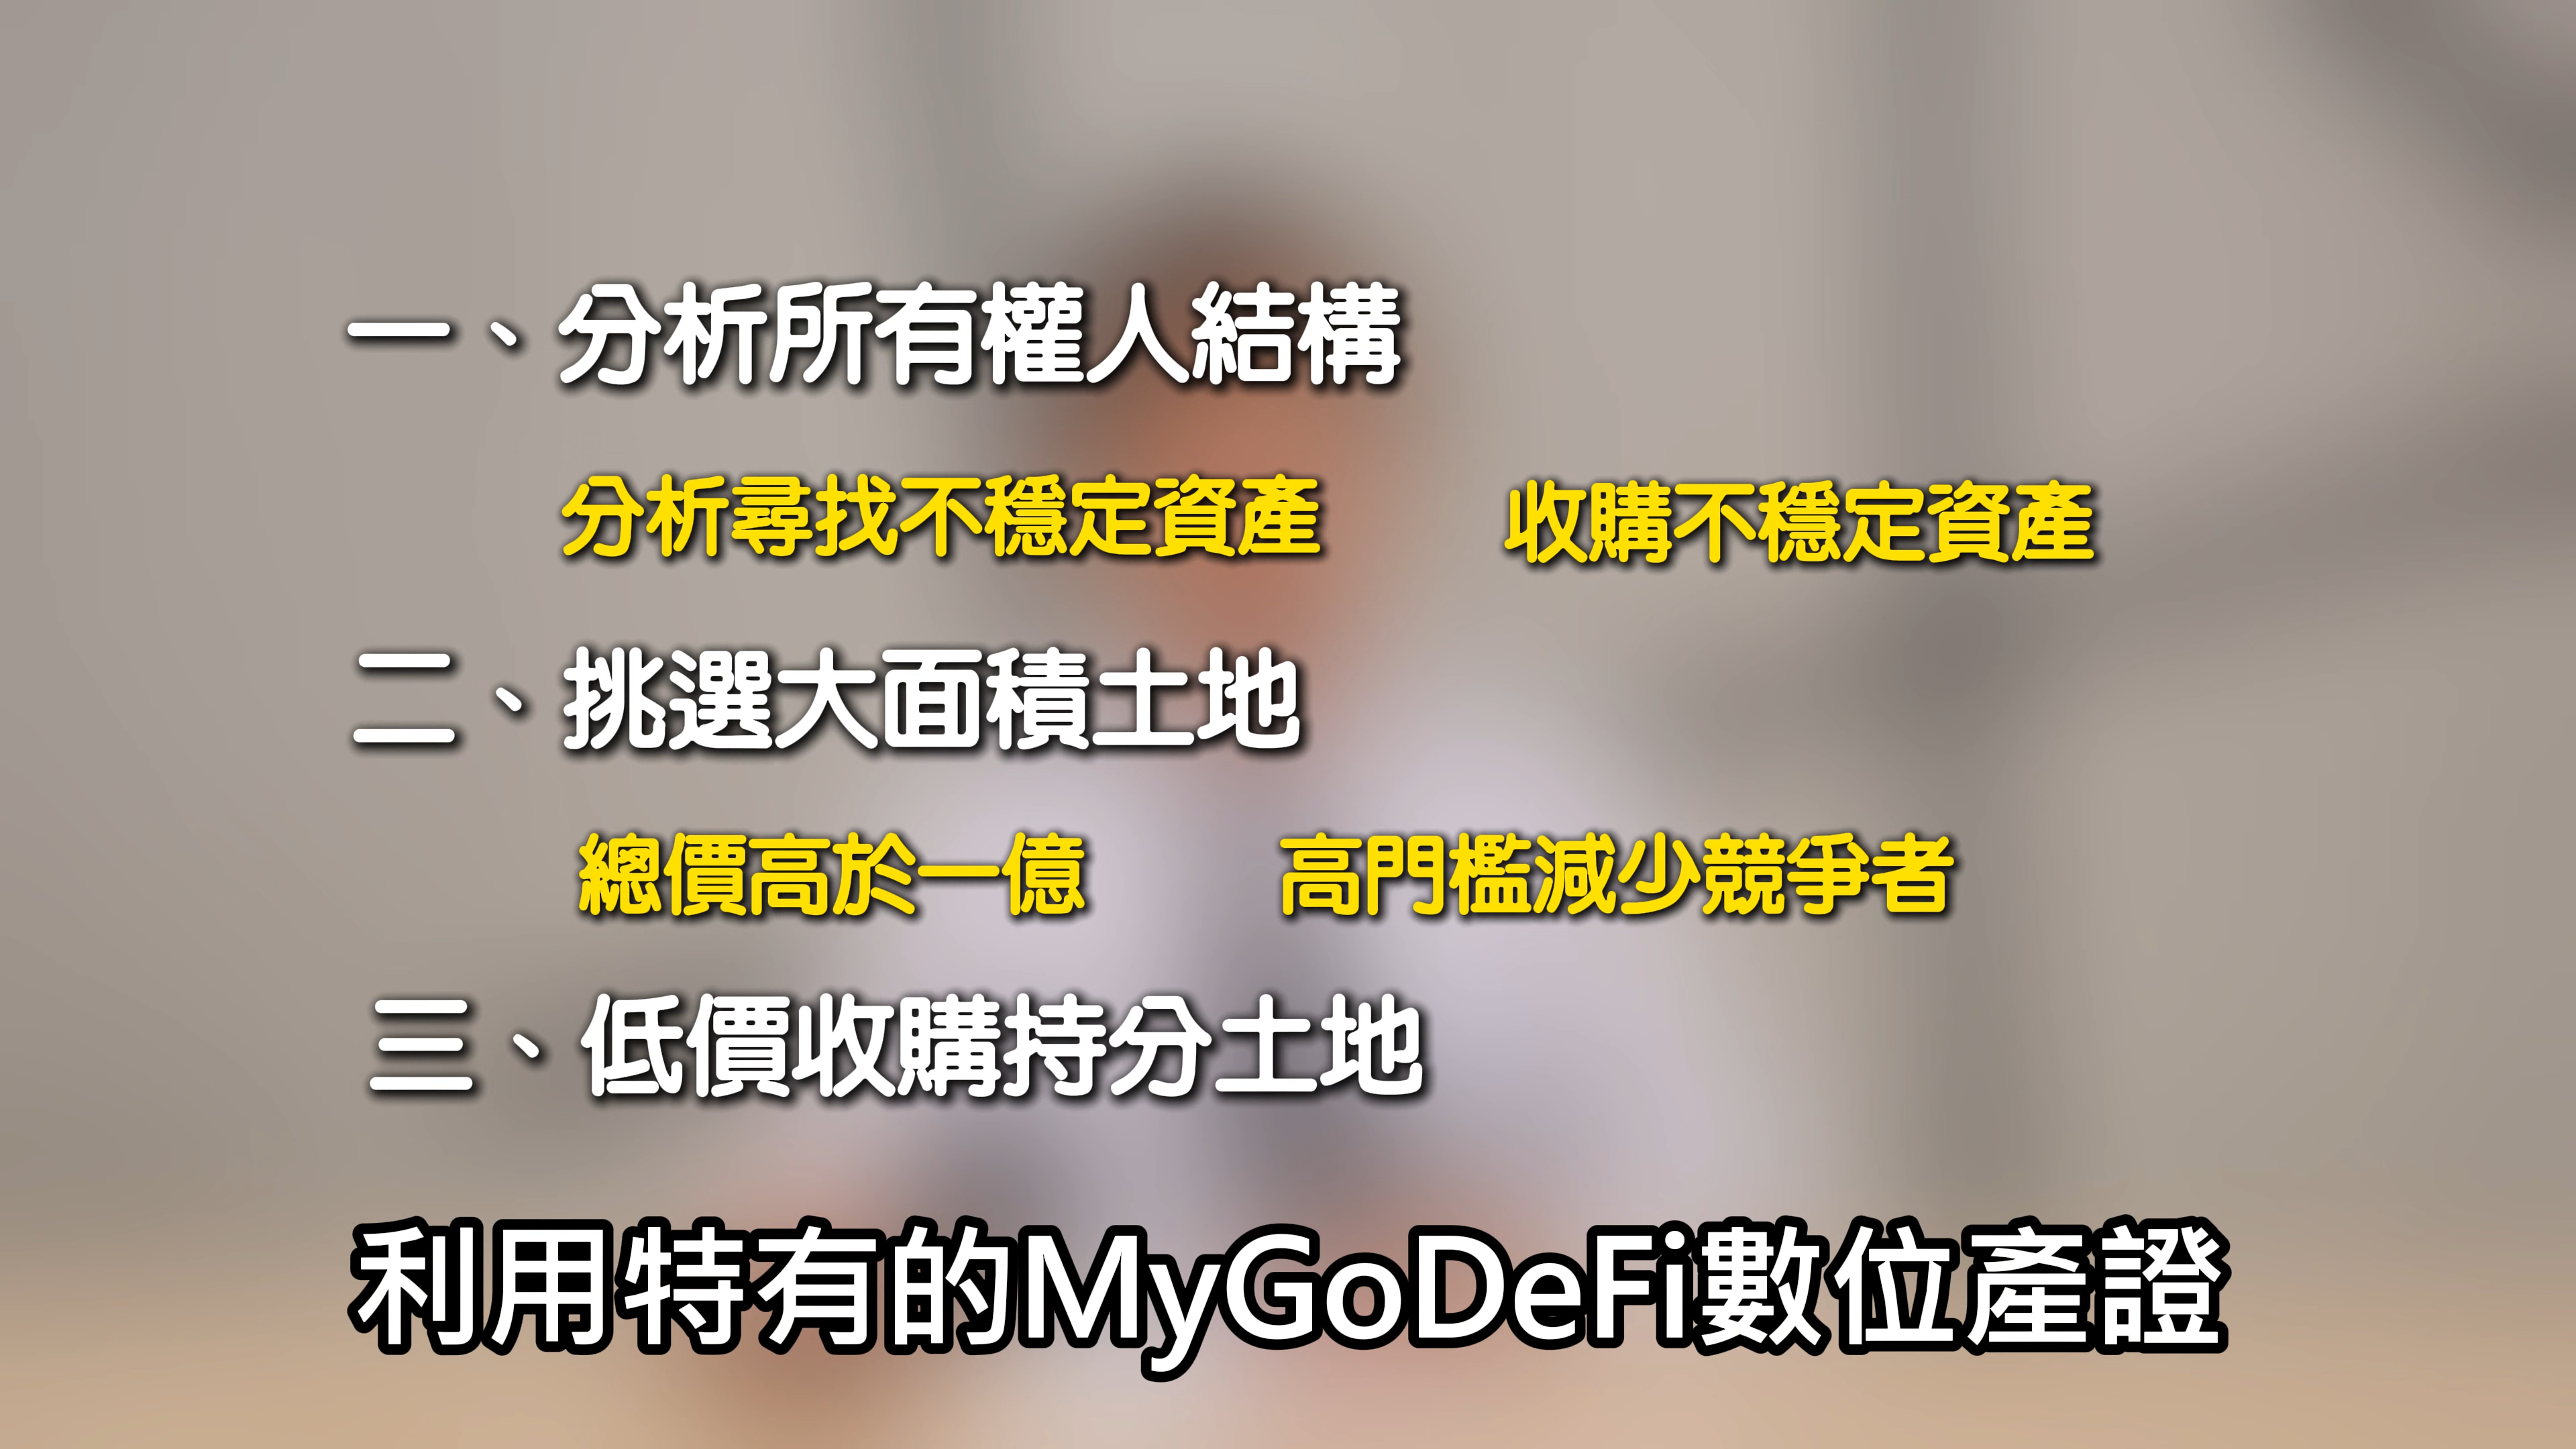 一、分析所有權人結構
分析尋找不穩定資產 收購不穩定資產
二、挑選大面積土地
總價高於一億 高門檻減少競爭者
三、低價收購持分土地
利用特有的MyGoDeFi數位產證